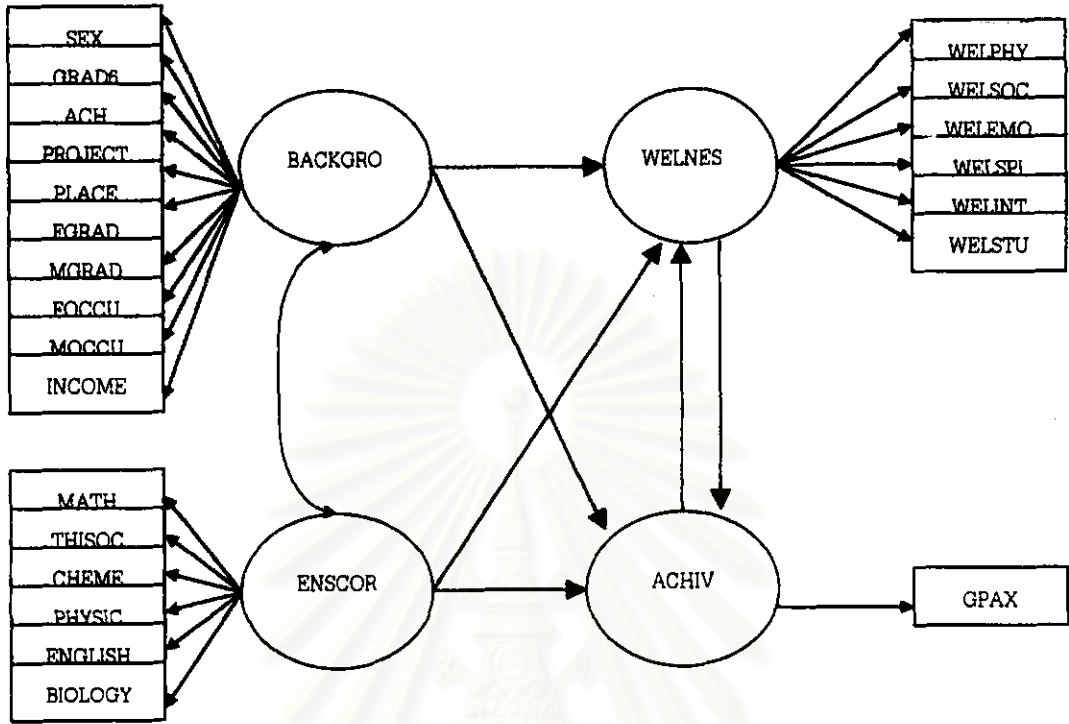 SEX
GRAD6
ACH
PROJECT
PLACE
FGRAD
MGRAD
FOCCU
MOCCU
INCOME
BACKGRO
WELNES
WELPHY
WELSOC
WELEMO
WELSPI
WELINT
WELSTU
MATH
THISOC
CHEME
PHYSIC
ENGLISH
BIOLOGY
ENSCOR
ACHIV
GPAX